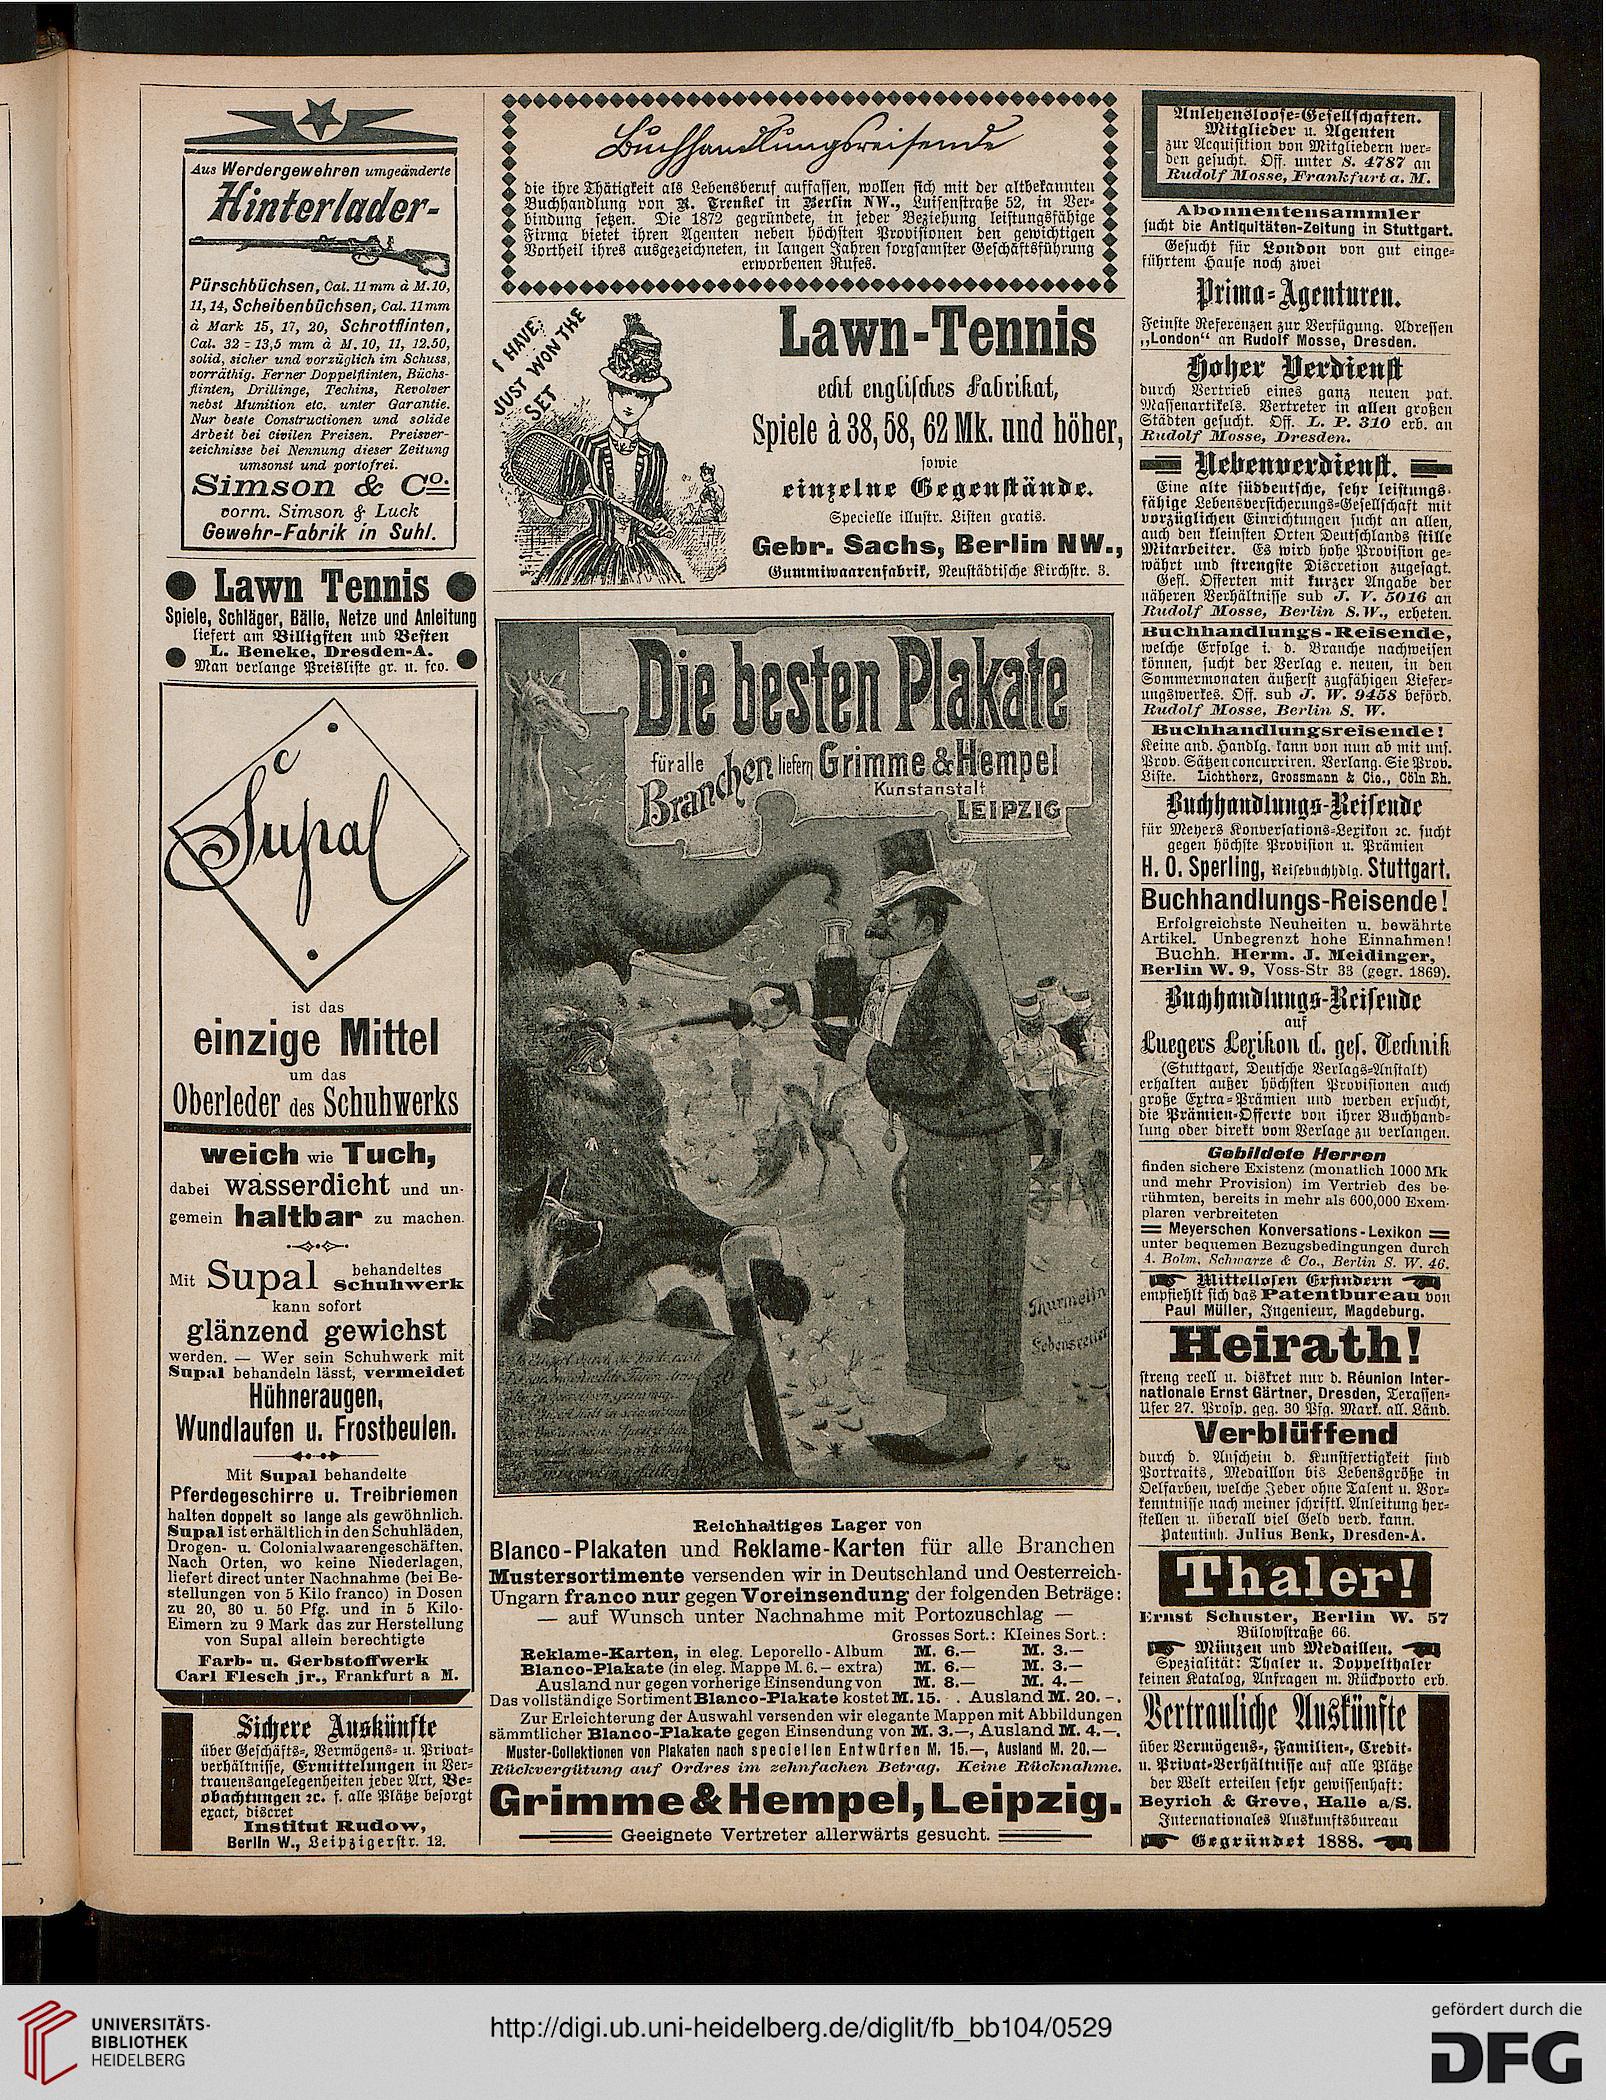 Aus Werdergewehren umgeänderte
Hinterlader-
Pürschbüchsen, Cal. 11 mm à M. 10,
11, 14, Scheibenbüchsen, Cal. 11 mm
à Mark 15, 17, 20, Schrotflinten,
Cal. 32 = 13,5 mm à M. 10, 11, 12.50,
solid, sicher und vorzüglich im Schuss,
vorräthig. Ferner Doppelflinten, Büchs-
flinten, Drillinge, Techins, Revolver
nebst Munition etc. unter Garantie.
Nur beste Constructionen und solide
Arbeit bei civilen Preisen. Preisver-
zeichnisse bei Nennung dieser Zeitung
umsonst und portofrei.
Simson & Co.
vorm. Simson & Luck
Gewehr-Fabrik in Suhl.
Lawn Tennis
Spiele, Schläger, Bälle, Netze und Anleitung
liefert am Billigsten und Besten
L. Beneke, Dresden-A.
Man verlange Preisliste gr. u. fco.
Supal
ist das
einzige Mittel
um das
Oberleder des Schuhwerks
weich wie Tuch,
dabei wasserdicht und un-
gemein haltbar zu machen.
Mit Supal behandeltes
Schuhwerk
kann sofort
glänzend gewichst
werden. — Wer sein Schuhwerk mit
Supal behandeln lässt, vermeidet
Hühneraugen,
Wundlaufen u. Frostbeulen.
Mit Supal behandelte
Pferdegeschirre u. Treibriemen
halten doppelt so lange als gewöhnlich.
Supal ist erhältlich in den Schuhläden,
Drogen- u. Colonialwaarengeschäften.
Nach Orten, wo keine Niederlagen,
liefert direct unter Nachnahme (bei Be-
stellungen von 5 Kilo franco) in Dosen
zu 20, 30 u. 50 Pfg. und in 5 Kilo-
Eimern zu 9 Mark das zur Herstellung
von Supal allein berechtigte
Farb- u. Gerbstoffwerk
Carl Flesch jr., Frankfurt a M.
Sichere Auskünfte
über Geschäfts-, Vermögens- u. Privat-
verhältnisse, Ermittelungen in Ver-
trauensangelegenheiten jeder Art, Be-
obachtungen ꝛc. f. alle Plätze besorgt
exact, discret
Institut Rudow,
Berlin W., Leipzigerstr. 12.
Buchhandlungsreisende
die ihre Thätigkeit als Lebensberuf auffassen, wollen sich mit der altbekannten
Buchhandlung von R. Trenkel in Berlin NW., Luisenstraße 52, in Ver-
bindung setzen. Die 1872 gegründete, in jeder Beziehung leistungsfähige
Firma bietet ihren Agenten neben höchsten Provisionen den gewichtigen
Vortheil ihres ausgezeichneten, in langen Jahren sorgsamster Geschäftsführung
erworbenen Rufes.
I HAVE
JUST WON THE
SET
Lawn-Tennis
echt englisches Fabrikat,
Spiele à 38, 58, 62 Mk. und höher,
sowie
einzelne Gegenstände.
Specielle illustr. Listen gratis.
Gebr. Sachs, Berlin NW.,
Gummiwaarenfabrik, Neustädtische Kirchstr. 3.
Die besten Plakate
für alle Branchen liefern Grimme & Hempel
Kunstanstalt
LEIPZIG
Thurmelin
als
Lebensretter
Reichhaltiges Lager von
Blanco-Plakaten und Reklame-Karten für alle Branchen
Mustersortimente versenden wir in Deutschland und Oesterreich-
Ungarn franco nur gegen Voreinsendung der folgenden Beträge:
— auf Wunsch unter Nachnahme mit Portozuschlag —
Grosses Sort.: Kleines Sort.:
Reklame-Karten, in eleg. Leporello-Album M. 6.— M. 3.—
Blanco-Plakate (in eleg. Mappe M. 6.— extra) M. 6.— M. 3.—
Ausland nur gegen vorherige Einsendung von M. 8.— M. 4.—
Das vollständige Sortiment Blanco-Plakate kostet M. 15. - . Ausland M. 20. -.
Zur Erleichterung der Auswahl versenden wir elegante Mappen mit Abbildungen
sämmtlicher Blanco-Plakate gegen Einsendung von M. 3.—, Ausland M. 4.—.
Muster-Collektionen von Plakaten nach speciellen Entwürfen M. 15.—, Ausland M. 20.—
Rückvergütung auf Ordres im zehnfachen Betrag. Keine Rücknahme.
Grimme & Hempel, Leipzig.
Geeignete Vertreter allerwärts gesucht.
Anlehensloose-Gesellschaften.
Mitglieder u. Agenten
zur Acquisition von Mitgliedern wer-
den gesucht. Off. unter S. 4787 an
Rudolf Mosse, Frankfurt a. M.
Abonnentensammler
sucht die Antiquitäten-Zeitung in Stuttgart.
Gesucht für London von gut einge-
führtem Hause noch zwei
Prima-Agenturen.
Feinste Referenzen zur Verfügung. Adressen
„London“ an Rudolf Mosse, Dresden.
Hoher Verdienst
durch Vertrieb eines ganz neuen pat.
Massenartikels. Vertreter in allen großen
Städten gesucht. Off. L. P. 310 erb. an
Rudolf Mosse, Dresden.
Nebenverdienst.
Eine alte süddeutsche, sehr leistungs-
fähige Lebensversicherungs-Gesellschaft mit
vorzüglichen Einrichtungen sucht an allen,
auch den kleinsten Orten Deutschlands stille
Mitarbeiter. Es wird hohe Provision ge-
währt und strengste Discretion zugesagt.
Gefl. Offerten mit kurzer Angabe der
näheren Verhältnisse sub J. V. 5016 an
Rudolf Mosse, Berlin S.W., erbeten.
Buchhandlungs-Reisende,
welche Erfolge i. d. Branche nachweisen
können, sucht der Verlag e. neuen, in den
Sommermonaten äußerst zugfähigen Liefer-
ungswerkes. Off. sub J. W. 9458 beförd.
Rudolf Mosse, Berlin S. W.
Buchhandlungsreisende!
Keine and. Handlg. kann von nun ab mit uns.
Prov. Sätzen concurriren. Verlang. Sie Prov.
Liste. Lichtherz, Grossmann & Cie., Cöln Rh.
Buchhandlungs-Reisende
für Meyers Konversations-Lexikon ꝛc. sucht
gegen höchste Provision u. Prämien
H. O. Sperling, Reisebuchhdlg. Stuttgart.
Buchhandlungs-Reisende!
Erfolgreichste Neuheiten u. bewährte
Artikel. Unbegrenzt hohe Einnahmen!
Buchh. Herm. J. Meidinger,
Berlin W. 9, Voss-Str 33 (gegr. 1869).
Buchhandlungs-Reisende
auf
Luegers Lexikon d. ges. Technik
(Stuttgart, Deutsche Verlags-Anstalt)
erhalten außer höchsten Provisionen auch
große Extra-Prämien und werden ersucht,
die Prämien-Offerte von ihrer Buchhand-
lung oder direkt vom Verlage zu verlangen.
Gebildete Herren
finden sichere Existenz (monatlich 1000 Mk
und mehr Provision) im Vertrieb des be-
rühmten, bereits in mehr als 600,000 Exem-
plaren verbreiteten
Meyerschen Konversations-Lexikon
unter bequemen Bezugsbedingungen durch
A. Bolm, Schwarze & Co., Berlin S. W. 46.
Mittellosen Erfindern
empfiehlt sich das Patentbureau von
Paul Müller, Ingenieur, Magdeburg.
Heirath!
streng reell u. diskret nur d. Réunion Inter-
nationale Ernst Gärtner, Dresden, Terassen-
Ufer 27. Prosp. geg. 30 Pfg. Mark. all. Länd.
Verblüffend
durch d. Anschein d. Kunstfertigkeit sind
Portraits, Medaillon bis Lebensgröße in
Oelfarben, welche Jeder ohne Talent u. Vor-
kenntnisse nach meiner schriftl. Anleitung her-
stellen u. überall viel Geld verd. kann.
Patentinh. Julius Benk, Dresden-A.
Thaler!
Ernst Schuster, Berlin W. 57
Bülowstraße 66.
Münzen und Medaillen.
Spezialität: Thaler u. Doppelthaler
keinen Katalog, Anfragen m. Rückporto erb.
Vertrauliche Auskünfte
über Vermögens-, Familien-, Credit-
u. Privat-Verhältnisse auf alle Plätze
der Welt erteilen sehr gewissenhaft:
Beyrich & Greve, Halle a/S.
Internationales Auskunftsbureau
Gegründet 1888.
UNIVERSITÄTS-
BIBLIOTHEK
HEIDELBERG
http://digi.ub.uni-heidelberg.de/diglit/fb_bb104/0529
gefördert durch die
DFG